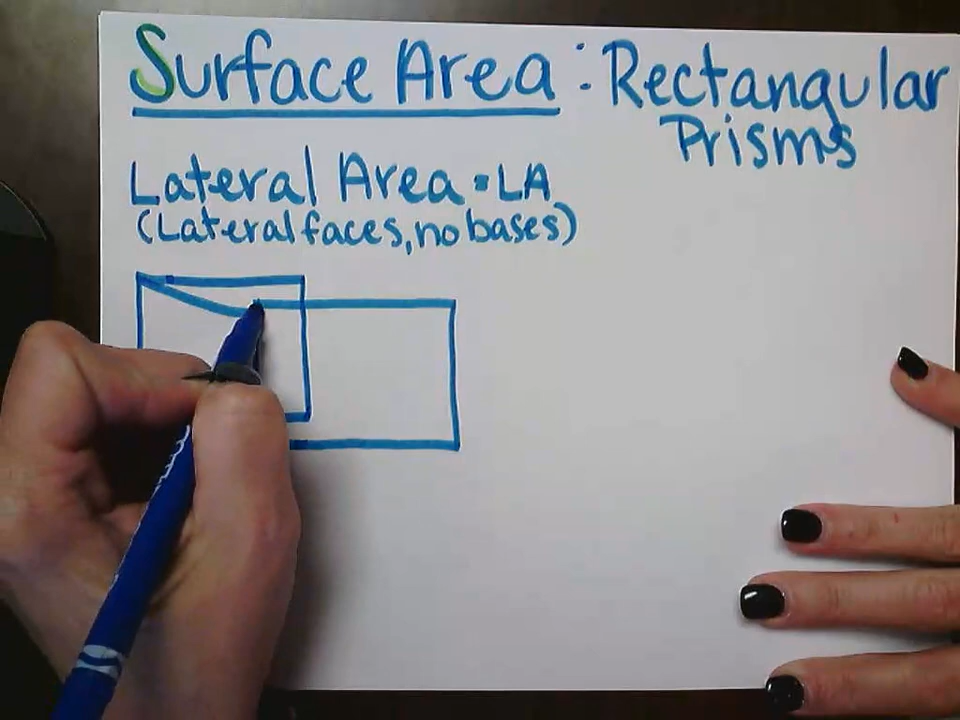 Surface Area : Rectangular
Prisms
Lateral Area = LA
(Lateral faces, no bases)